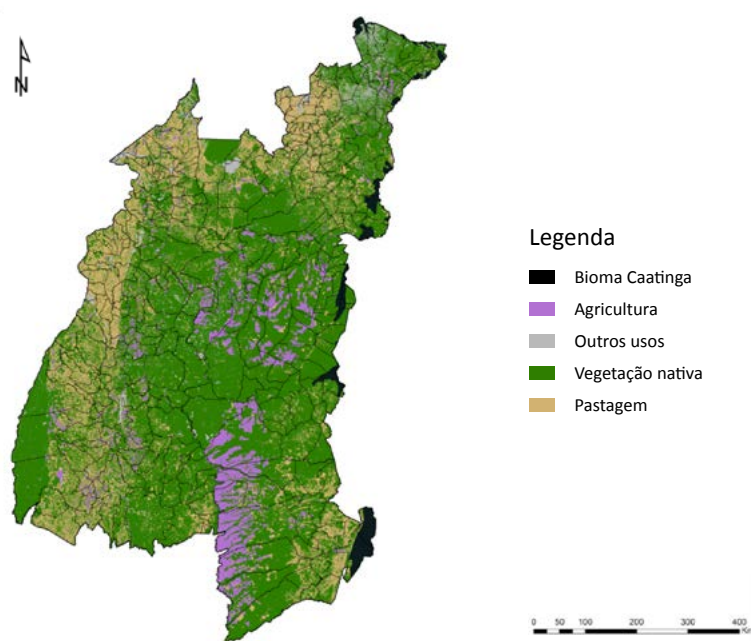 N
Legenda
Bioma Caatinga
Agricultura
Outros usos
Vegetação nativa
Pastagem
0 50 100 200 300 400